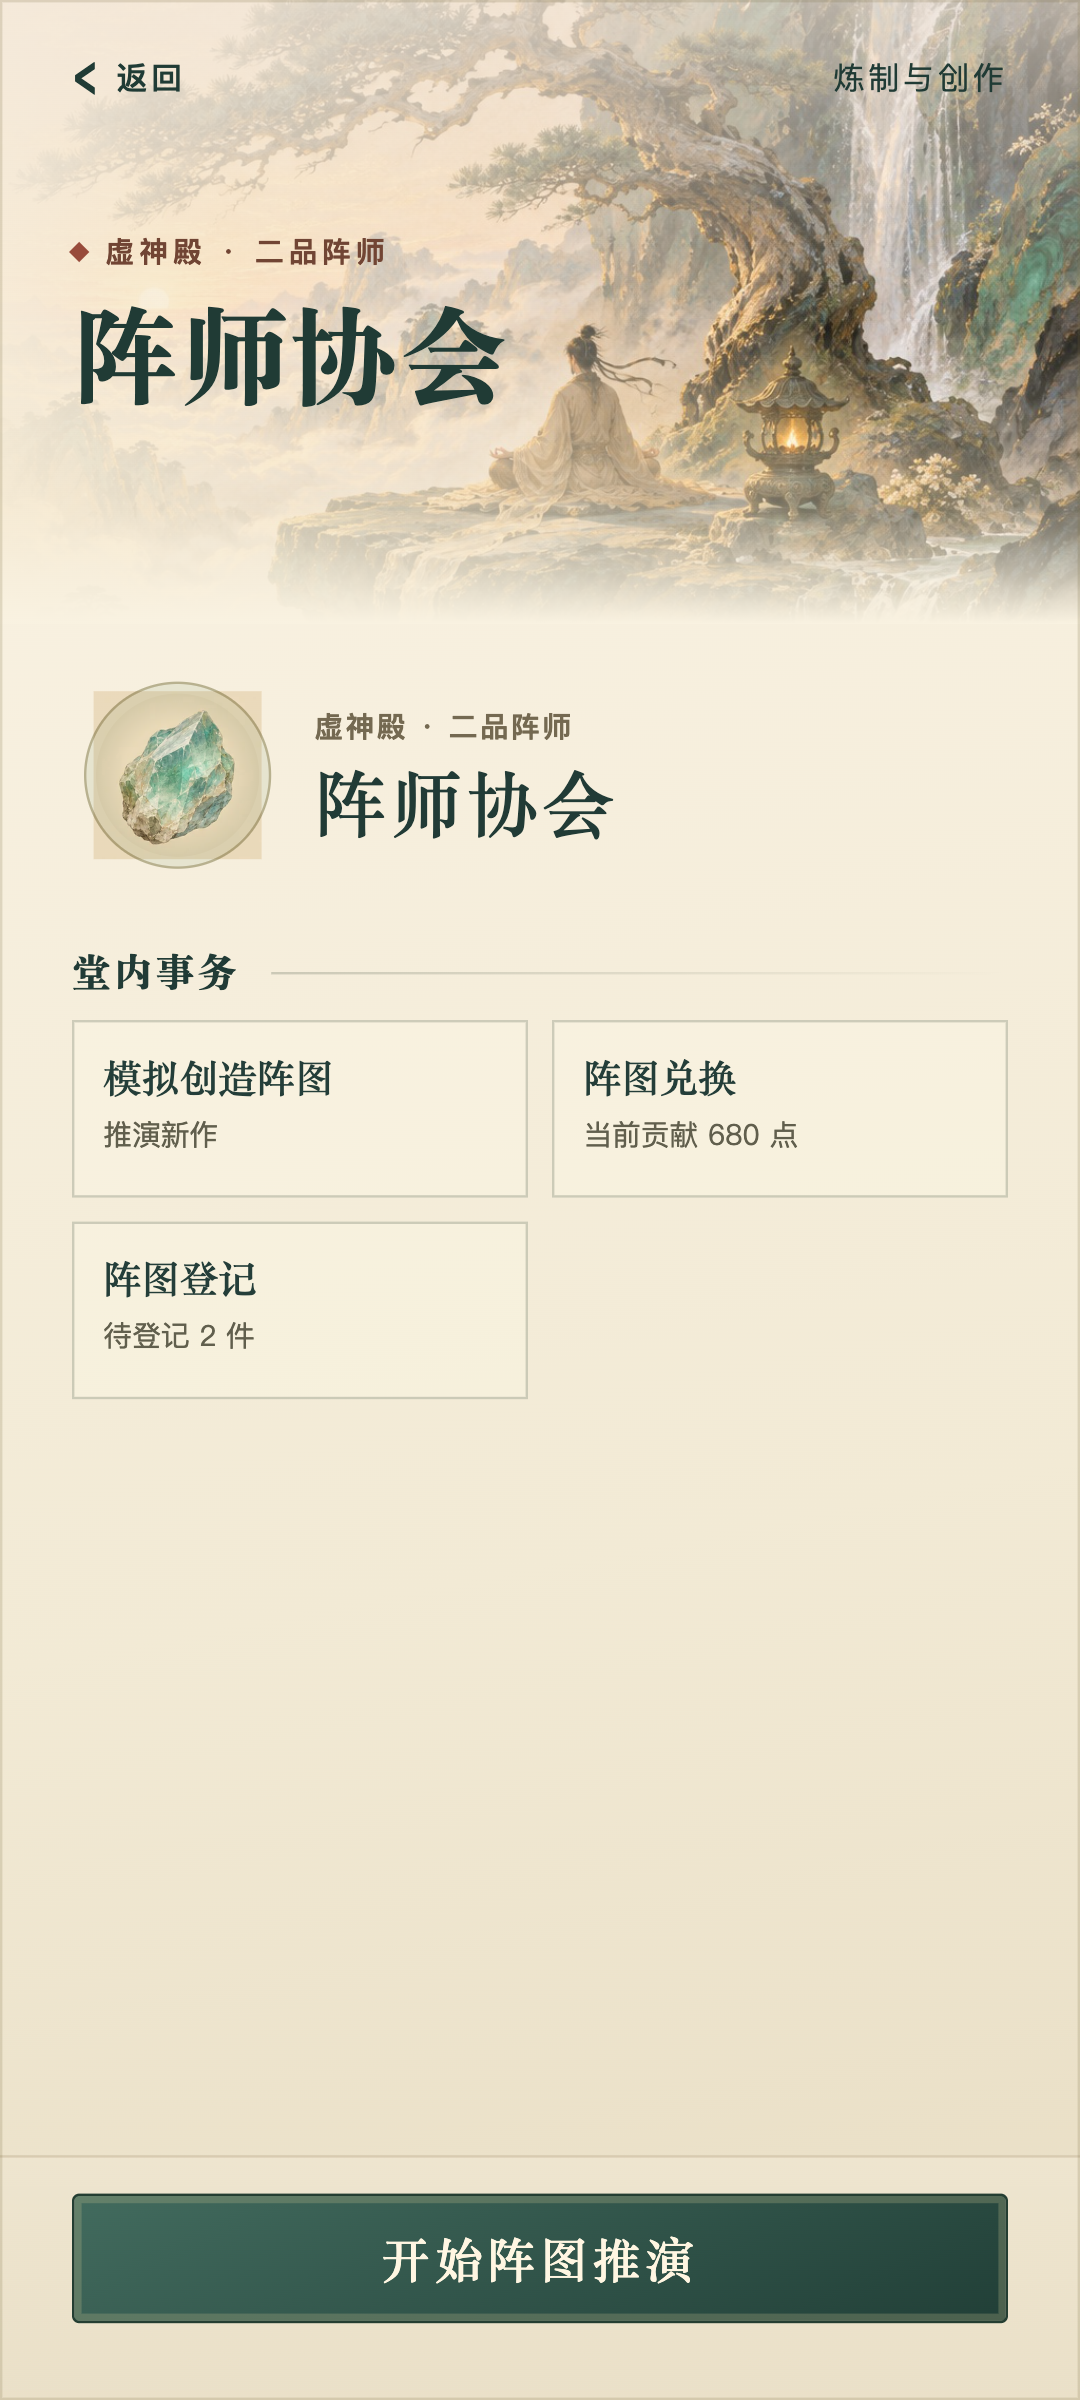 返回
炼制与创作
虚神殿 · 二品阵师
阵师协会
虚神殿 · 二品阵师
阵师协会
堂内事务
模拟创造阵图
推演新作
阵图兑换
当前贡献 680 点
阵图登记
待登记 2 件
开始阵图推演